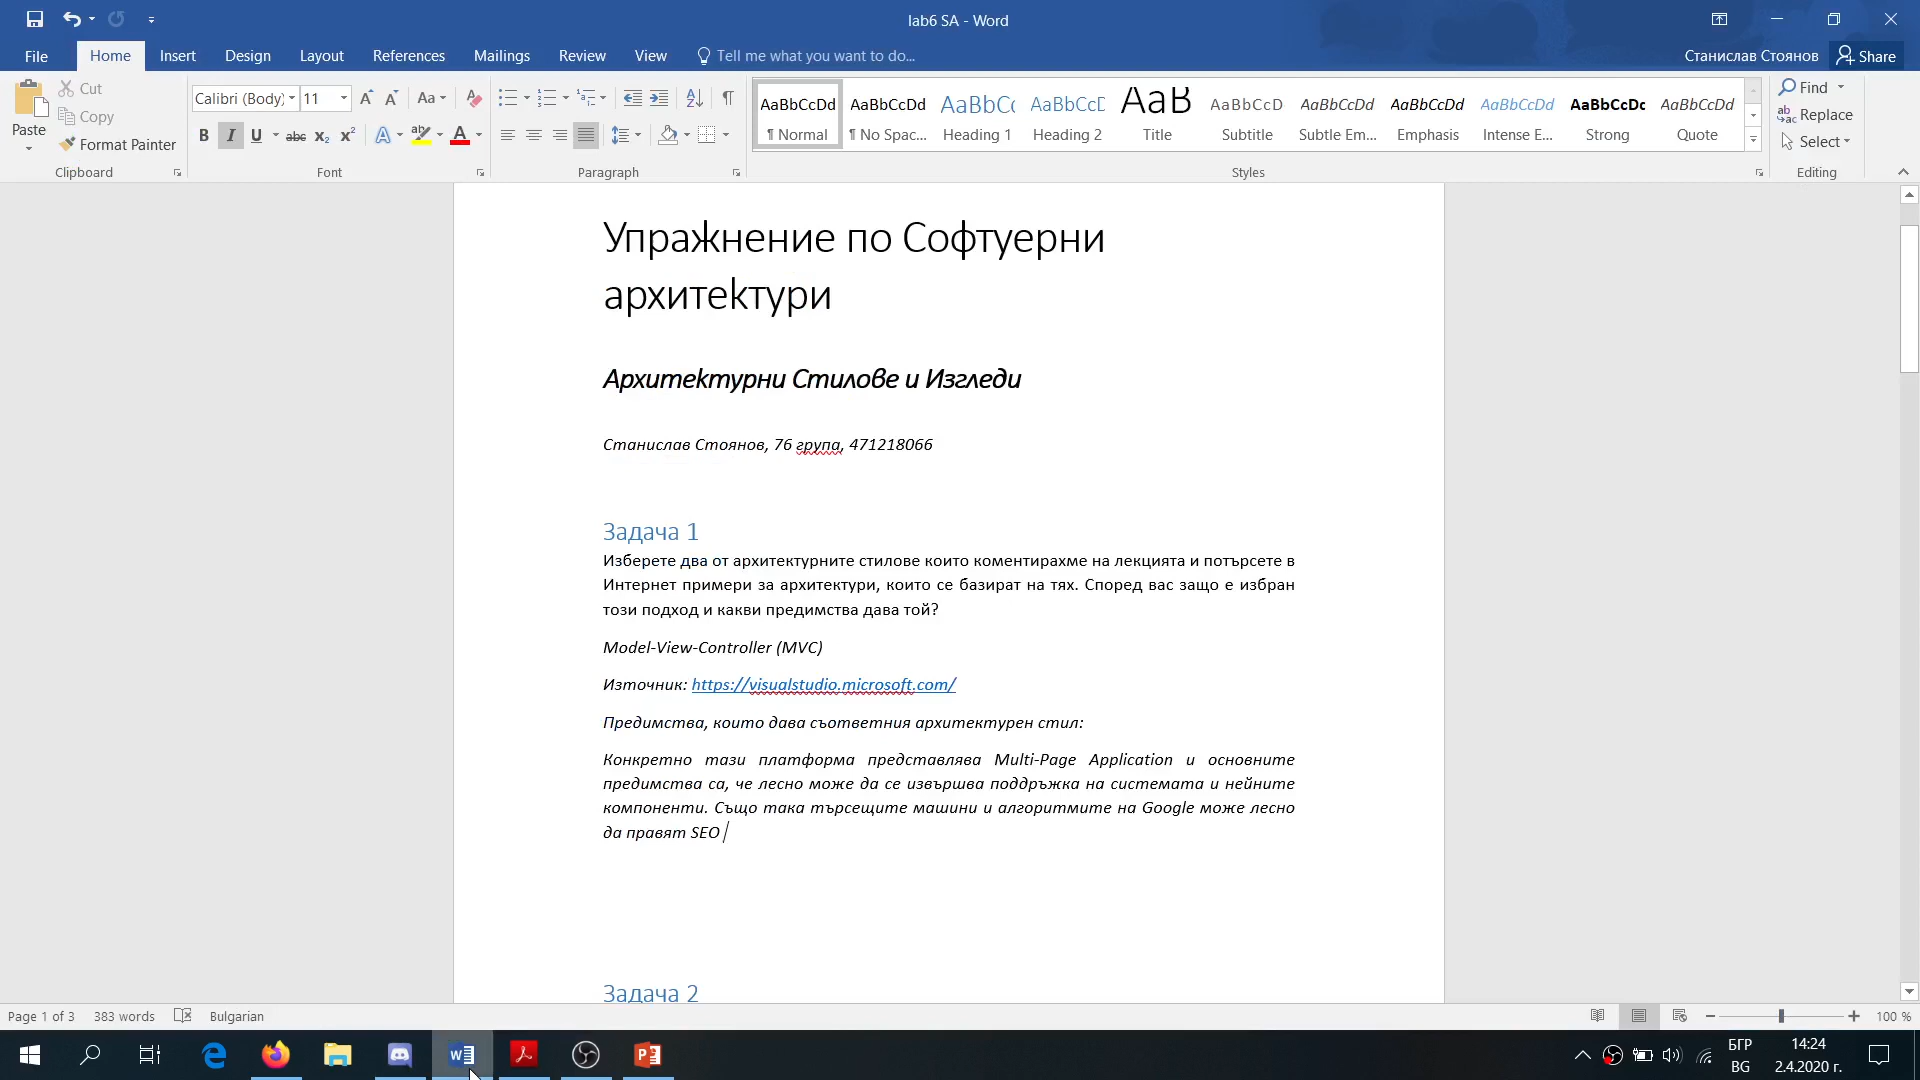 lab6 SA - Word
File Home Insert Design Layout References Mailings Review View Tell me what you want to do... Станислав Стоянов Share
Paste
Cut
Copy
Format Painter
Clipboard
Calibri (Body) 11
Font
Paragraph
AaBbCcDd AaBbCcDd AaBbCc AaBbCcD AaB AaBbCcD AaBbCcDd AaBbCcDd AaBbCcDd AaBbCcDc AaBbCcDd
¶ Normal ¶ No Spac... Heading 1 Heading 2 Title Subtitle Subtle Em... Emphasis Intense E... Strong Quote
Styles
Find
Replace
Select
Editing
Упражнение по Софтуерни
архитектури
Архитектурни Стилове и Изгледи
Станислав Стоянов, 76 група, 471218066
Задача 1
Изберете два от архитектурните стилове които коментирахме на лекцията и потърсете в
Интернет примери за архитектури, които се базират на тях. Според вас защо е избран
този подход и какви предимства дава той?
Model-View-Controller (MVC)
Източник: https://visualstudio.microsoft.com/
Предимства, които дава съответния архитектурен стил:
Конкретно тази платформа представлява Multi-Page Application и основните
предимства са, че лесно може да се извършва поддръжка на системата и нейните
компоненти. Също така търсещите машини и алгоритмите на Google може лесно
да правят SEO
Задача 2
Page 1 of 3 383 words Bulgarian 100 %
БГР
BG
14:24
2.4.2020 г.